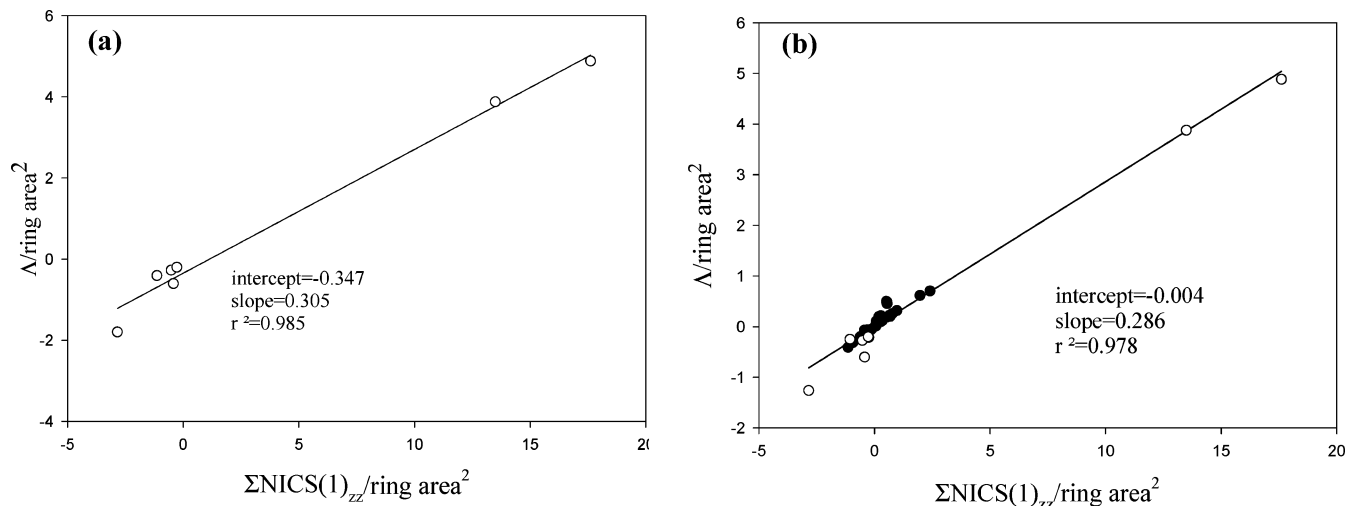 (a)
6
4
2
0
-2
-4
Λ/ring area²
intercept=-0.347
slope=0.305
r ²=0.985
-5 0 5 10 15 20
ΣNICS(1)zz/ring area²
(b)
6
5
4
3
2
1
0
-1
-2
Λ/ring area²
intercept=-0.004
slope=0.286
r ²=0.978
-5 0 5 10 15 20
ΣNICS(1)zz/ring area²